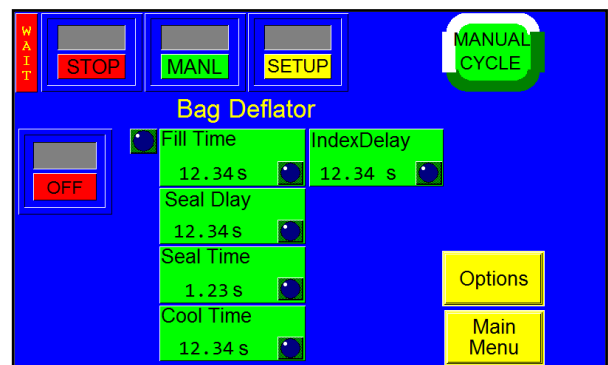 WAIT
STOP
MANL
SETUP
MANUAL
CYCLE
Bag Deflator
OFF
Fill Time
12.34 s
IndexDelay
12.34 s
Seal Dlay
12.34 s
Seal Time
1.23 s
Cool Time
12.34 s
Options
Main
Menu